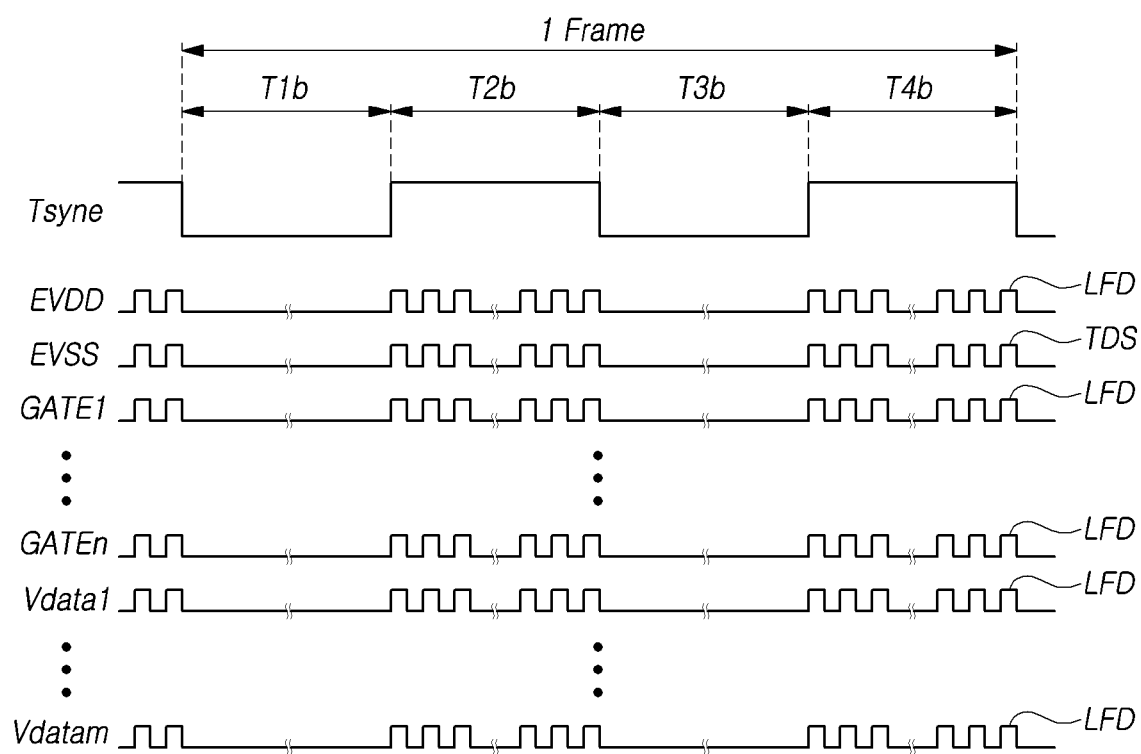 1 Frame
T1b T2b T3b T4b
Tsyne
EVDD LFD
EVSS TDS
GATE1 LFD
GATEn LFD
Vdata1 LFD
Vdatam LFD